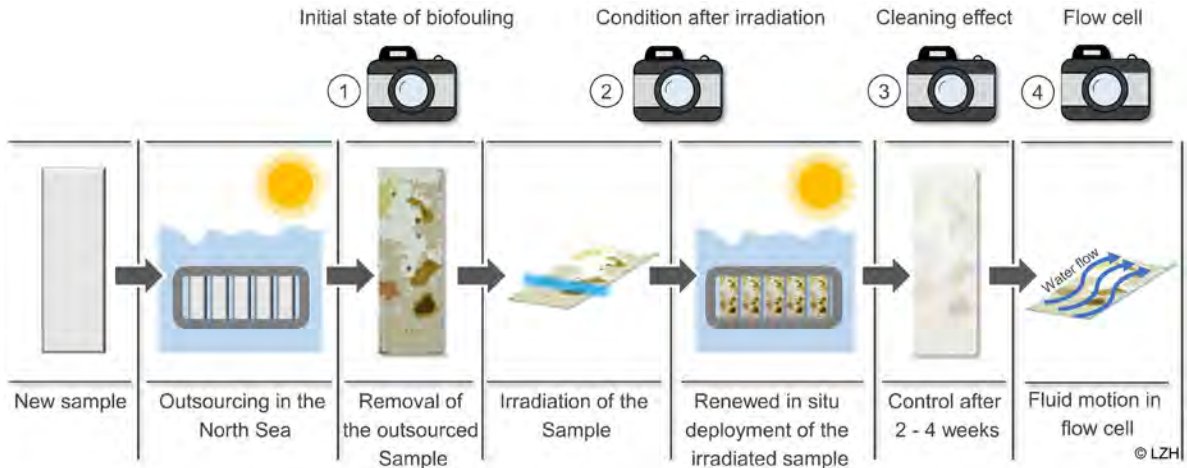 Initial state of biofouling
Condition after irradiation
Cleaning effect
Flow cell
1
2
3
4
Water flow
New sample
Outsourcing in the
North Sea
Removal of
the outsourced
Sample
Irradiation of the
Sample
Renewed in situ
deployment of the
irradiated sample
Control after
2 - 4 weeks
Fluid motion in
flow cell
© LZH